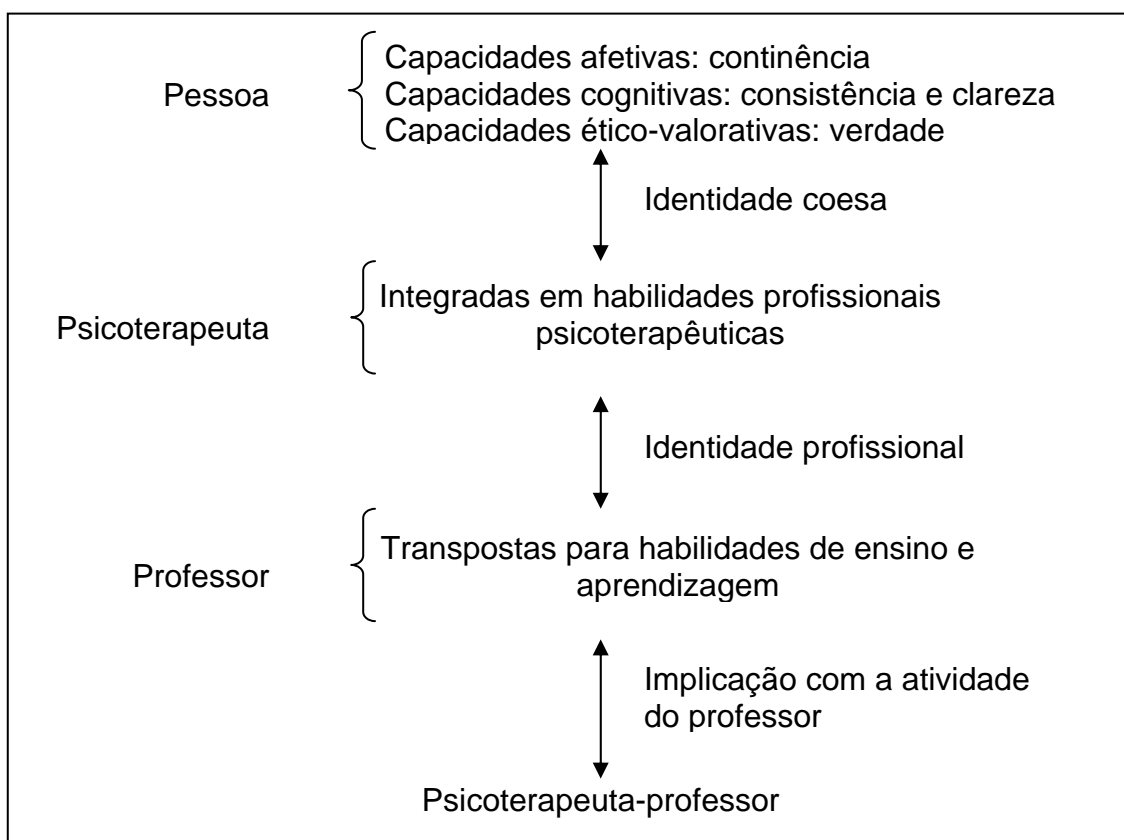 Pessoa
Capacidades afetivas: continência
Capacidades cognitivas: consistência e clareza
Capacidades ético-valorativas: verdade
Identidade coesa
Psicoterapeuta
Integradas em habilidades profissionais
psicoterapêuticas
Identidade profissional
Professor
Transpostas para habilidades de ensino e
aprendizagem
Implicação com a atividade
do professor
Psicoterapeuta-professor